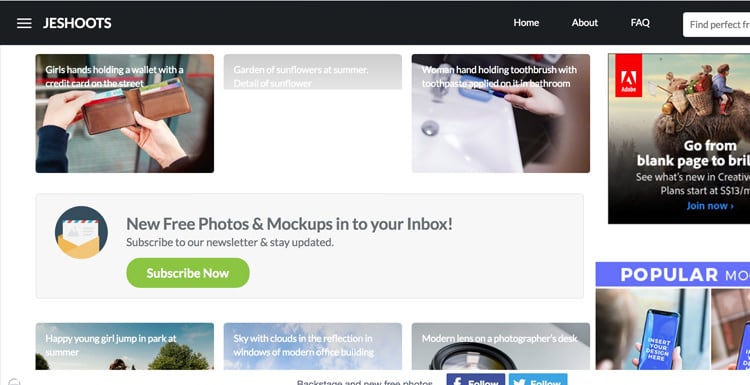 JESHOOTS
Home
About
FAQ
Find perfect fr
Girls hands holding a wallet with a
credit card on the street
Garden of sunflowers at summer.
Detail of sunflower
Woman hand holding toothbrush with
toothpaste applied on it in bathroom
Adobe
Go from
blank page to bril
See what's new in Creative
Plans start at S$13/m
Join now ›
New Free Photos & Mockups in to your Inbox!
Subscribe to our newsletter & stay updated.
Subscribe Now
POPULAR MO
Happy young girl jump in park at
summer
Sky with clouds in the reflection in
windows of modern office building
Modern lens on a photographer's desk
INSERT
YOUR
DESIGN
HERE
Backstage and new free photos
Follow
Follow